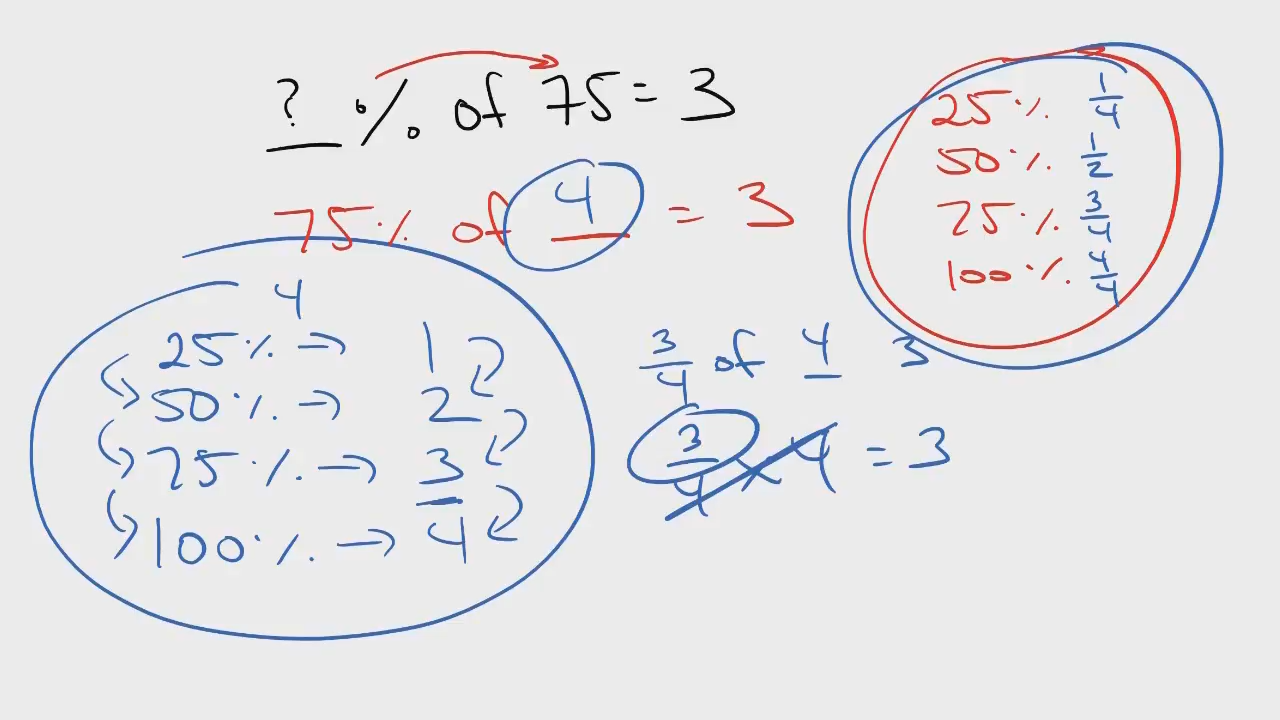 ? % of 75 = 3
75% of 4 = 3
25% 1/4
50% 1/2
75% 3/4
100% 4/4
4
25% → 1
50% → 2
75% → 3
100% → 4
3/4 of 4 3
3/4 × 4 = 3